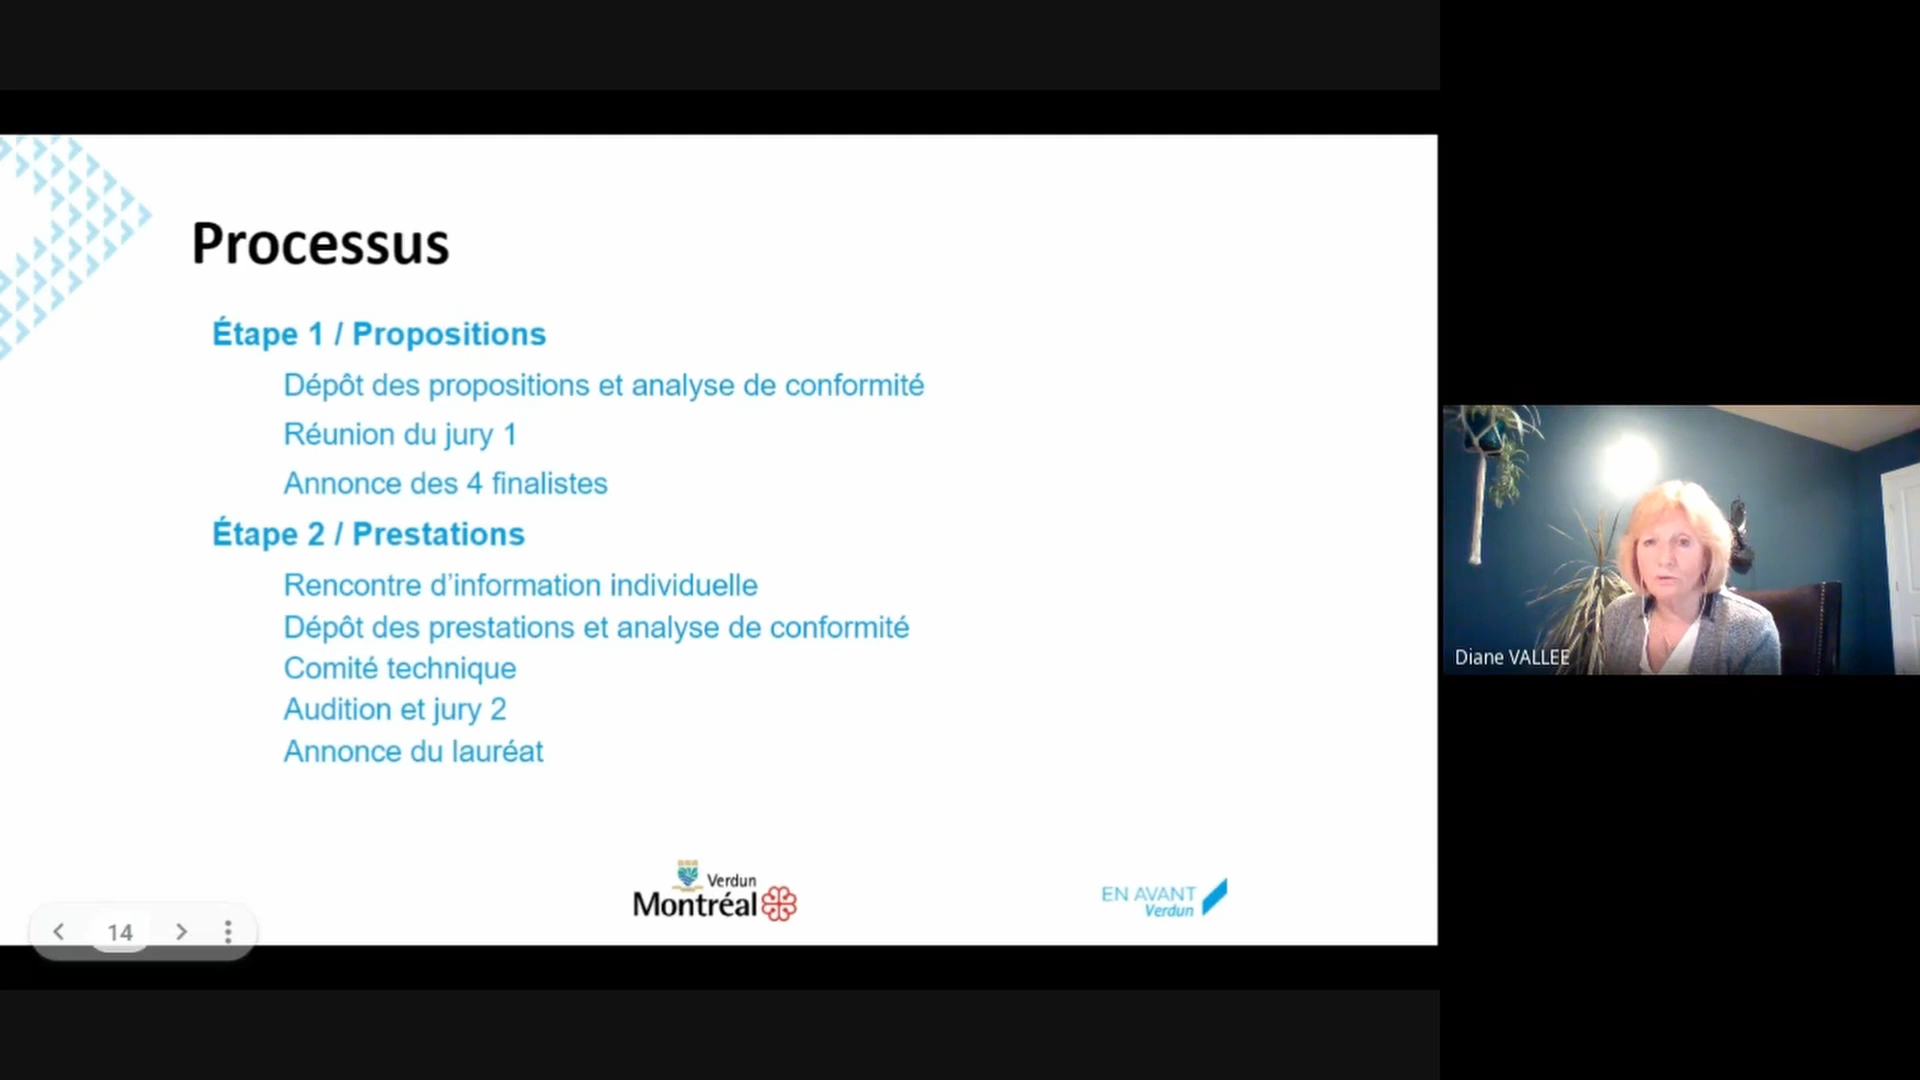 Processus
Étape 1 / Propositions
Dépôt des propositions et analyse de conformité
Réunion du jury 1
Annonce des 4 finalistes
Étape 2 / Prestations
Rencontre d'information individuelle
Dépôt des prestations et analyse de conformité
Comité technique
Audition et jury 2
Annonce du lauréat
Verdun
Montréal
EN AVANT
Verdun
14
Diane VALLEE